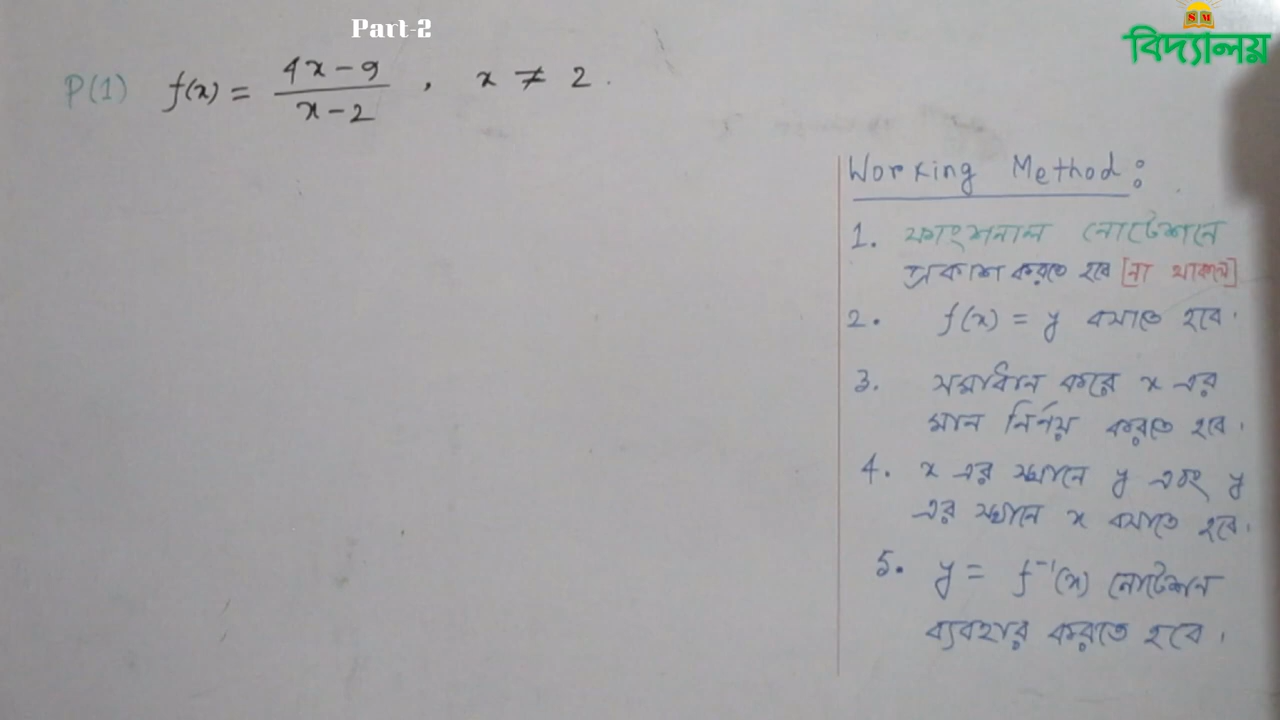 Part-2
S M
বিদ্যালয়
P(1) f(x) = (4x-9)/(x-2) , x ≠ 2.
Working Method:
1. ফাংশনাল নোটেশনে
প্রকাশ করতে হবে [না থাকলে]
2. f(x) = y বসাতে হবে।
3. সমাধান করে x এর
মান নির্ণয় করতে হবে।
4. x এর স্থানে y এবং y
এর স্থানে x বসাতে হবে।
5. y = f⁻¹(x) নোটেশন
ব্যবহার করতে হবে।